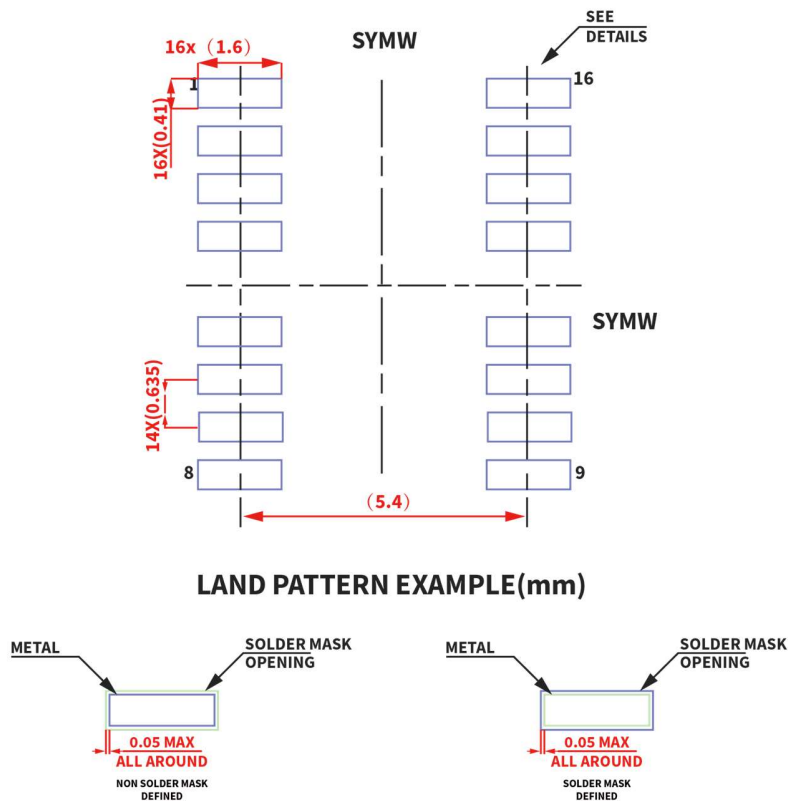 16x（1.6）
SYMW
SEE
DETAILS
1
16
16X(0.41)
SYMW
14X(0.635)
8
9
（5.4）
LAND PATTERN EXAMPLE(mm)
METAL
SOLDER MASK
OPENING
0.05 MAX
ALL AROUND
NON SOLDER MASK
DEFINED
METAL
SOLDER MASK
OPENING
0.05 MAX
ALL AROUND
SOLDER MASK
DEFINED